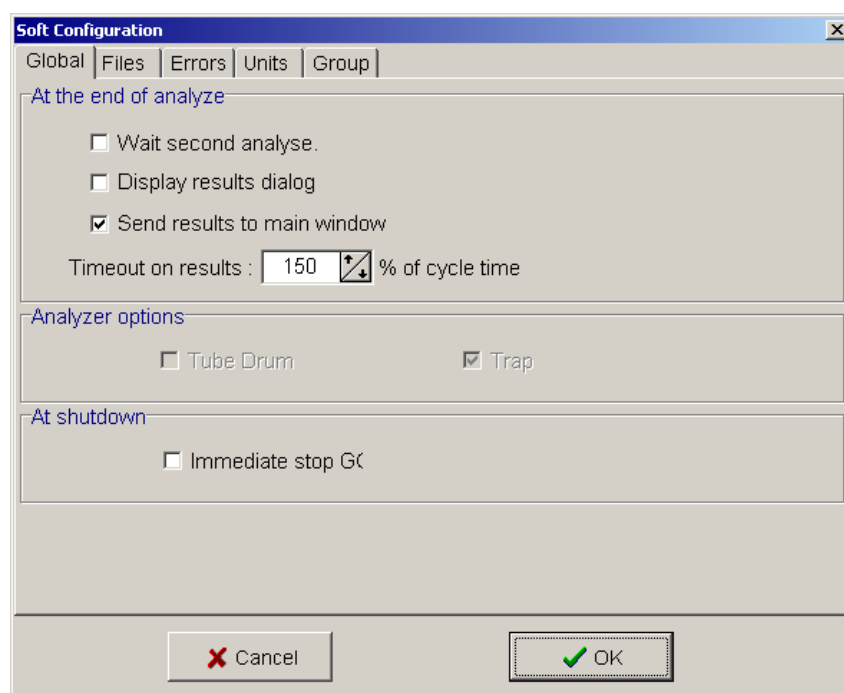 Soft Configuration
Global Files Errors Units Group
At the end of analyze
Wait second analyse.
Display results dialog
Send results to main window
Timeout on results : 150 % of cycle time
Analyzer options
Tube Drum Trap
At shutdown
Immediate stop
Cancel OK